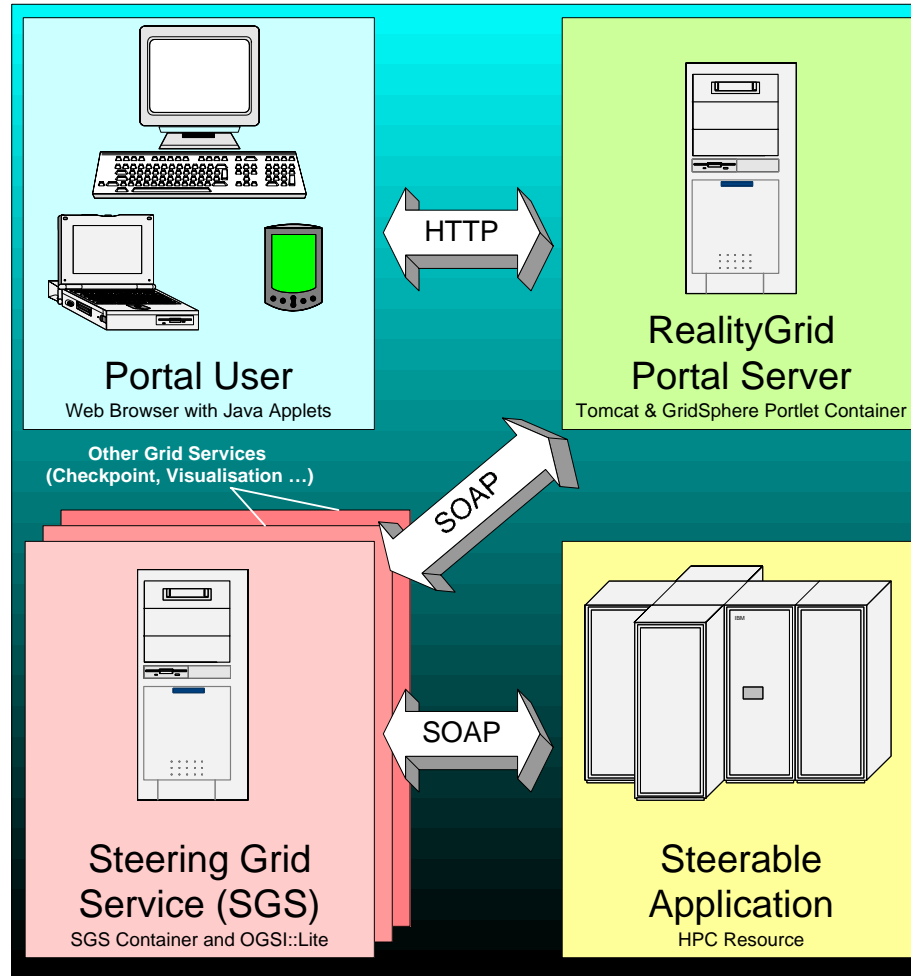 HTTP
Portal User
Web Browser with Java Applets
RealityGrid
Portal Server
Tomcat & GridSphere Portlet Container
Other Grid Services
(Checkpoint, Visualisation ...)
SOAP
IBM
SOAP
Steering Grid
Service (SGS)
SGS Container and OGSI::Lite
Steerable
Application
HPC Resource